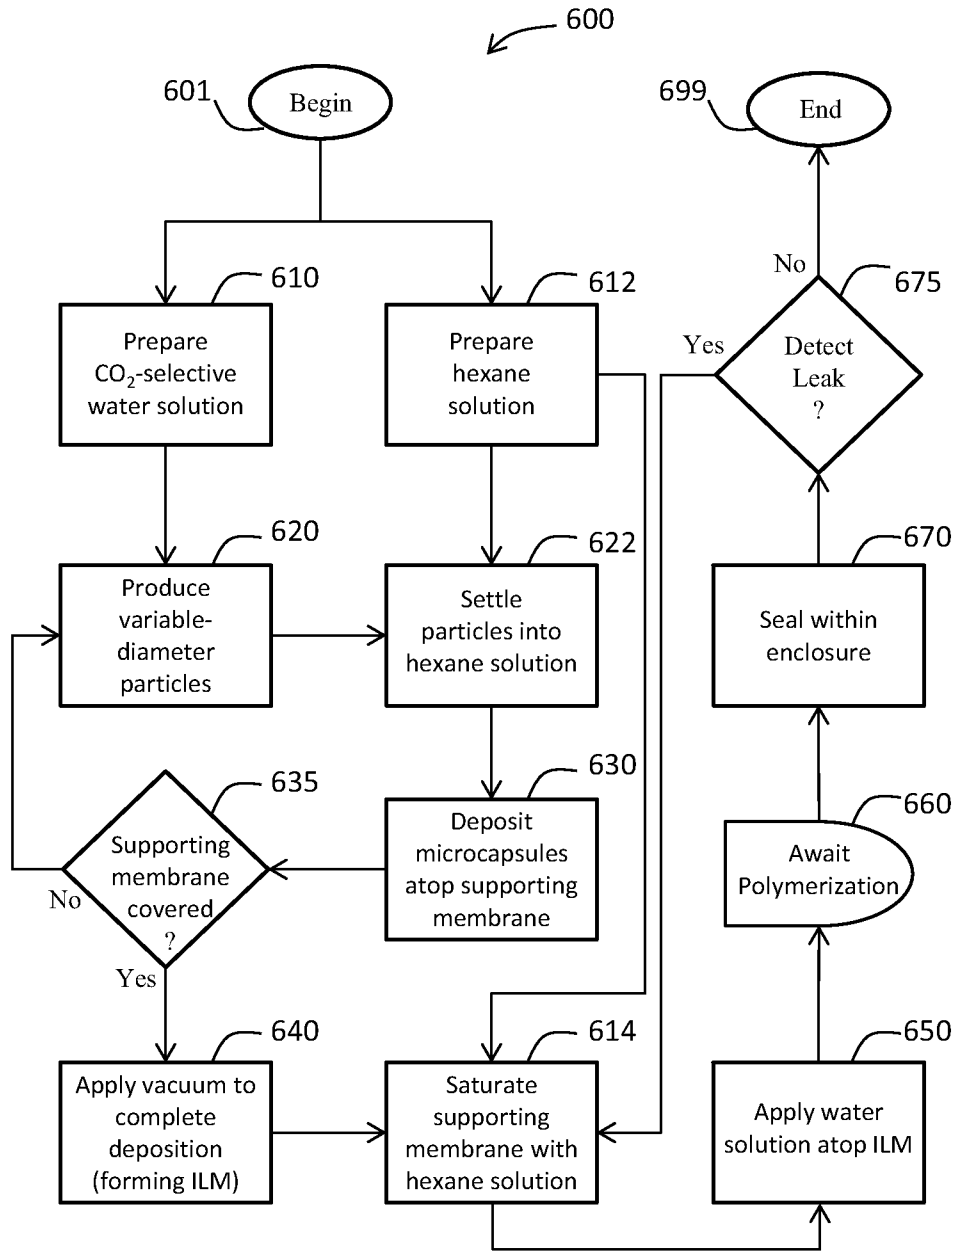 600
601
Begin
699
End
610
Prepare
CO₂-selective
water solution
612
Prepare
hexane
solution
No
675
Yes
Detect
Leak
?
620
Produce
variable-
diameter
particles
622
Settle
particles into
hexane solution
670
Seal within
enclosure
635
Supporting
membrane
covered
?
No
Yes
630
Deposit
microcapsules
atop supporting
membrane
660
Await
Polymerization
640
Apply vacuum to
complete
deposition
(forming ILM)
614
Saturate
supporting
membrane with
hexane solution
650
Apply water
solution atop ILM